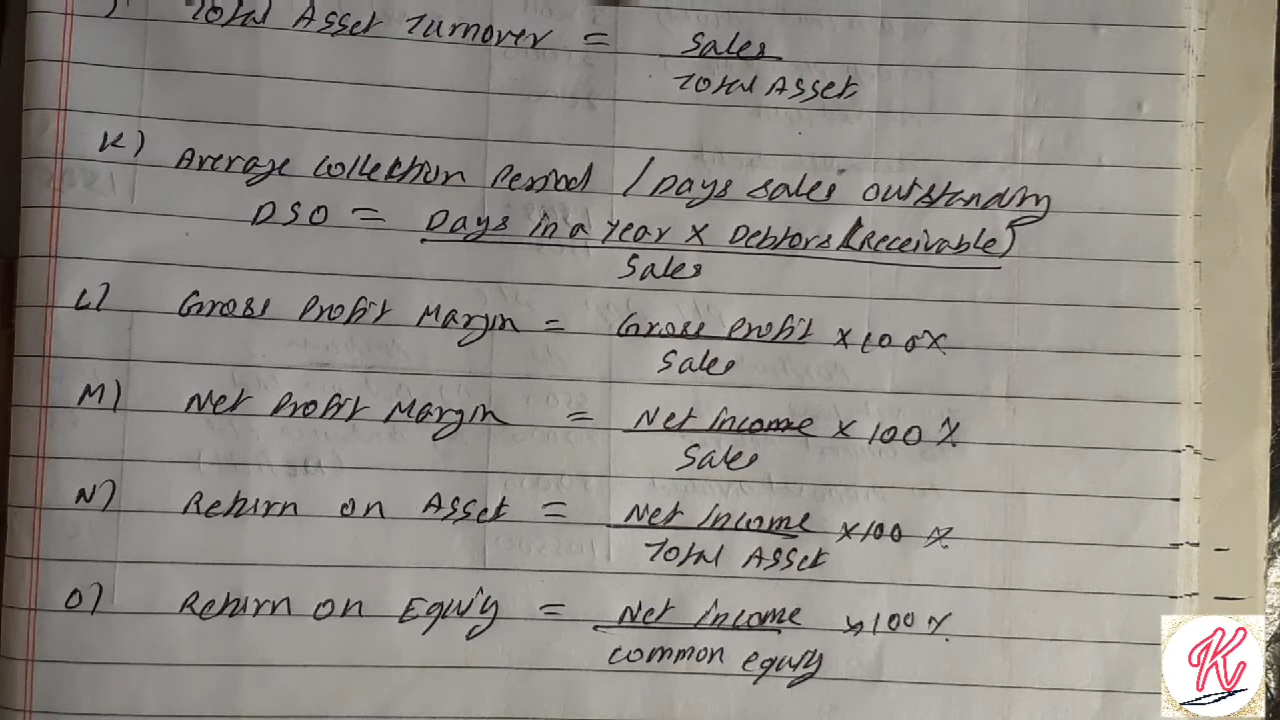 Total Asset Turnover = Sales
Total Asset
K) Average Collection Period / Days sales outstanding
DSO = Days in a year x Debtors (Receivable)
Sales
L) Gross Profit Margin = Gross Profit x 100%
Sales
M) Net Profit Margin = Net income x 100 %
Sales
N) Return on Asset = Net income x 100 %
Total Asset
O) Return on Equity = Net income x 100 %.
common equity
K